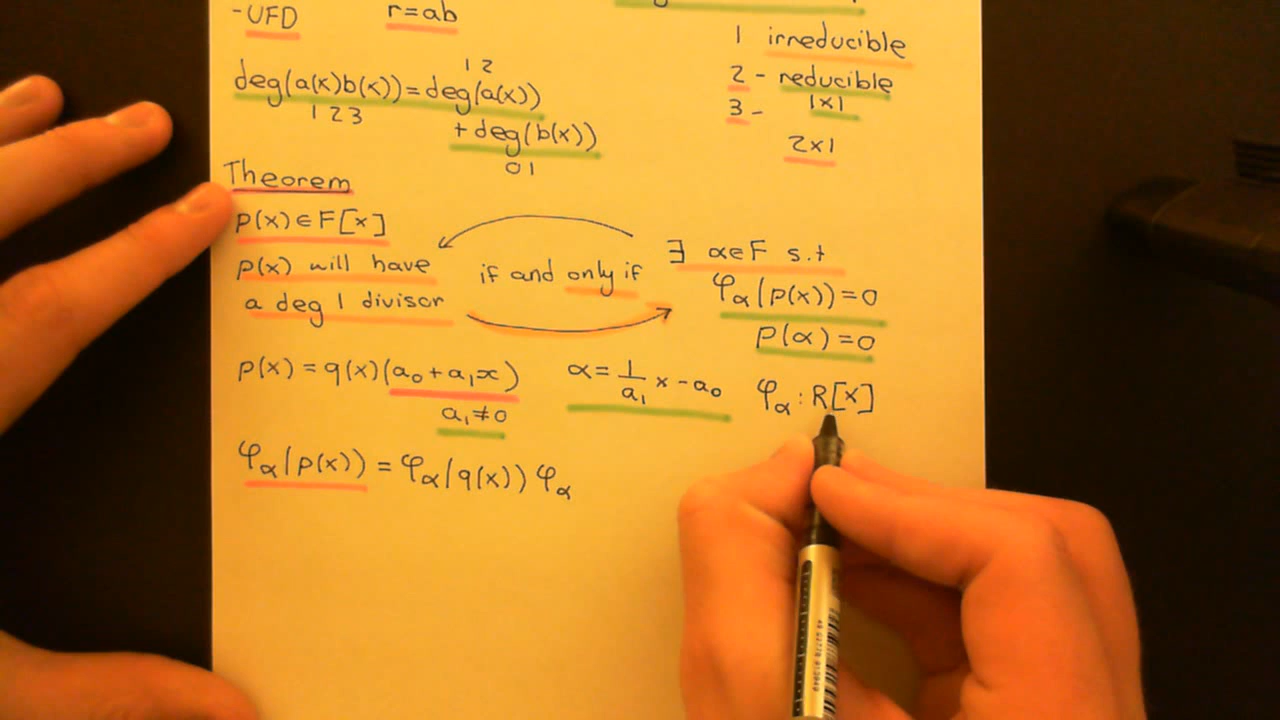 -UFD
r=ab
deg(a(x)b(x))=deg(a(x))
1 2
1 2 3
+deg(b(x))
0 1
1 irreducible
2 - reducible
3 - 1x1
2x1
Theorem
p(x)∈F[x]
p(x) will have
a deg 1 divisor
if and only if
∃ α∈F s.t
φα(p(x))=0
p(α)=0
p(x)=q(x)(a₀+a₁x)
a₁≠0
α=1/a₁ x -a₀
φα:R[x]
φα(p(x))=φα(q(x))φα